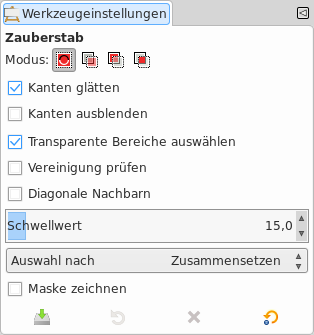 Werkzeugeinstellungen
Zauberstab
Modus:
Kanten glätten
Kanten ausblenden
Transparente Bereiche auswählen
Vereinigung prüfen
Diagonale Nachbarn
Schwellwert 15,0
Auswahl nach Zusammensetzen
Maske zeichnen